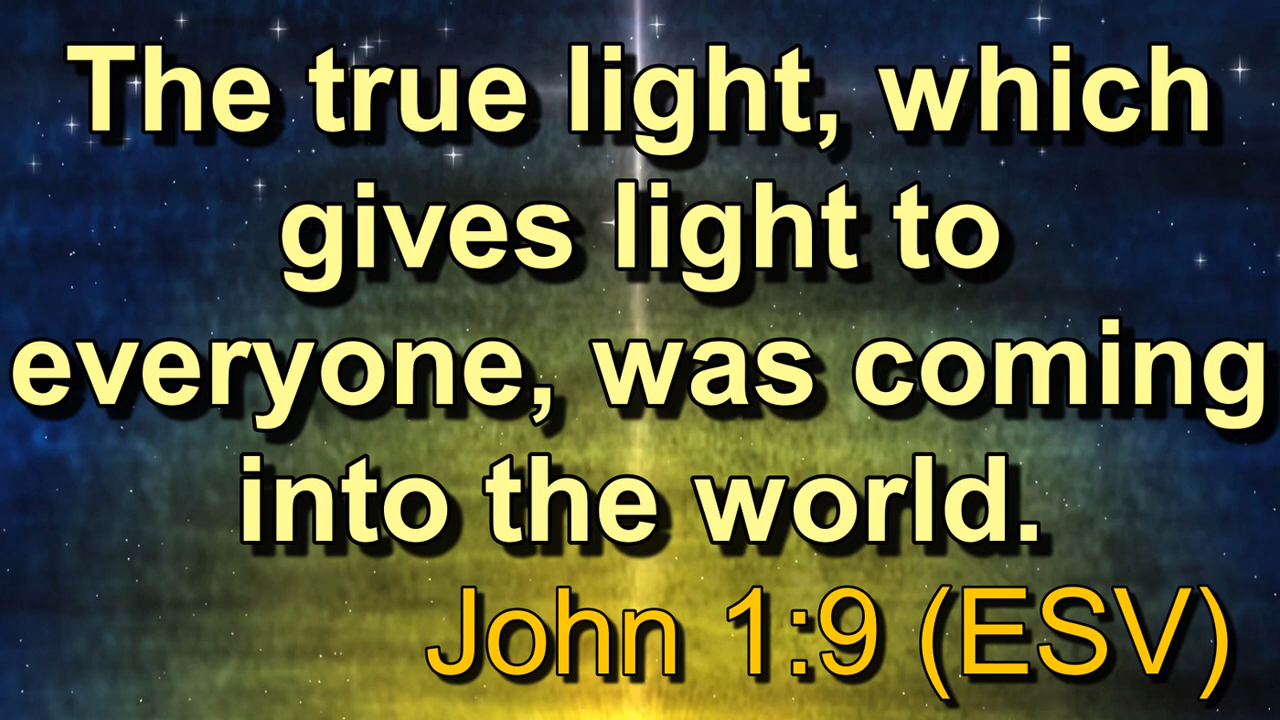 The true light, which
gives light to
everyone, was coming
into the world.
John 1:9 (ESV)